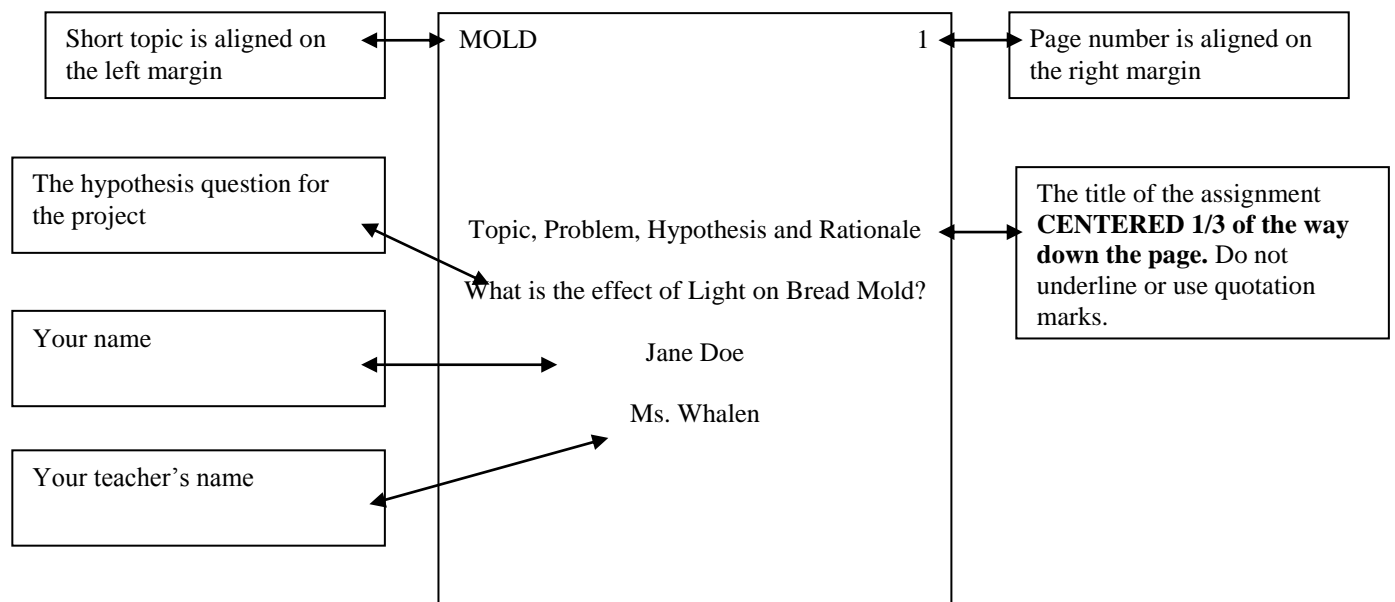 Short topic is aligned on
the left margin
MOLD
1
Page number is aligned on
the right margin
The hypothesis question for
the project
The title of the assignment
CENTERED 1/3 of the way
down the page. Do not
underline or use quotation
marks.
Topic, Problem, Hypothesis and Rationale
What is the effect of Light on Bread Mold?
Your name
Jane Doe
Ms. Whalen
Your teacher’s name